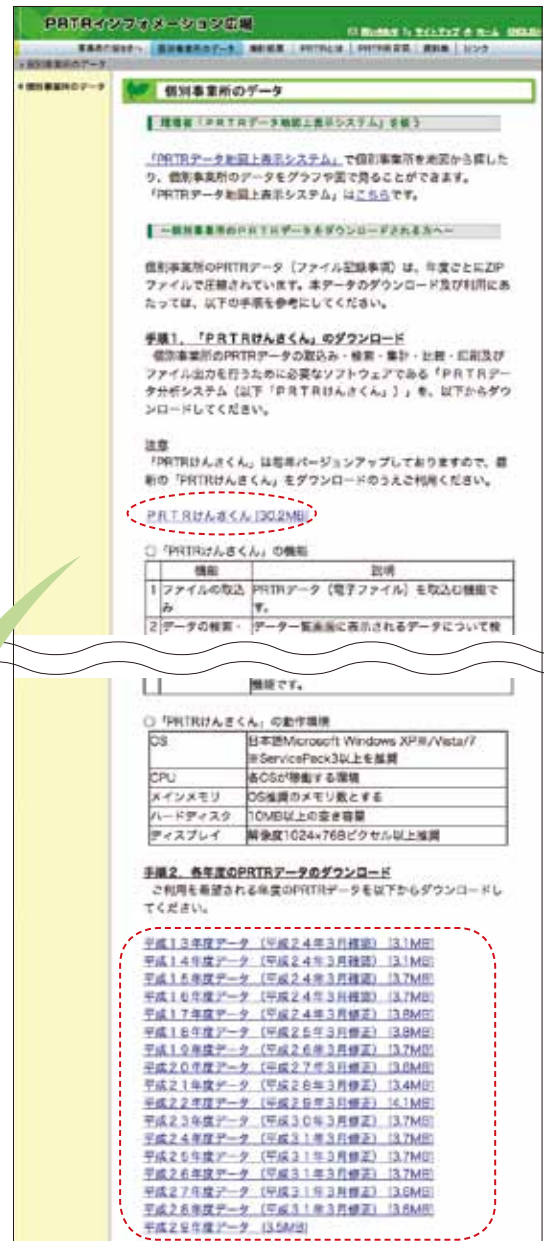 PRTRインフォメーション広場
個別事業所のデータ
集計結果
PRTRとは
資料集
リンク
個別事業所のデータ
個別事業所のデータ
個別事業所のデータ
環境省「PRTRデータ地図上表示システム」を使う
「PRTRデータ地図上表示システム」で個別事業所を地図から探した
り、個別事業所のデータをグラフや図で見ることができます。
「PRTRデータ地図上表示システム」はこちらです。
～個別事業所のPRTRデータをダウンロードされる方へ～
個別事業所のPRTRデータ（ファイル記録事項）は、年度ごとにZIP
ファイルで圧縮されています。本データのダウンロード及び利用にあ
たっては、以下の手順を参考にしてください。
手順1．「PRTRけんさくん」のダウンロード
個別事業所のPRTRデータの取込み・検索・集計・比較・印刷及び
ファイル出力を行うために必要なソフトウェアである「PRTRデー
タ分析システム（以下「PRTRけんさくん」）」を、以下からダウ
ンロードしてください。
注意
「PRTRけんさくん」は毎年バージョンアップしておりますので、最
新の「PRTRけんさくん」をダウンロードのうえご利用ください。
PRTRけんさくん [30.2MB]
○「PRTRけんさくん」の機能
機能 説明
1 ファイルの取込 PRTRデータ（電子ファイル）を取込む機能で
み す。
2 データの検索・ データ一覧画面に表示されるデータについて検
機能です。
○「PRTRけんさくん」の動作環境
OS 日本語Microsoft Windows XP※/Vista/7
※ServicePack3以上を推奨
CPU 各OSが稼働する環境
メインメモリ OS推奨のメモリ数とする
ハードディスク 10MB以上の空き容量
ディスプレイ 解像度1024×768ピクセル以上推奨
手順2．各年度のPRTRデータのダウンロード
ご利用を希望される年度のPRTRデータを以下からダウンロードし
てください。
平成13年度データ （平成24年3月確認） [3.1MB]
平成14年度データ （平成24年3月確認） [3.1MB]
平成15年度データ （平成24年3月確認） [3.7MB]
平成16年度データ （平成24年3月確認） [3.7MB]
平成17年度データ （平成24年3月修正） [3.8MB]
平成18年度データ （平成25年3月修正） [3.8MB]
平成19年度データ （平成26年3月修正） [3.7MB]
平成20年度データ （平成27年3月修正） [3.6MB]
平成21年度データ （平成28年3月修正） [3.4MB]
平成22年度データ （平成29年3月修正） [4.1MB]
平成23年度データ （平成30年3月修正） [3.7MB]
平成24年度データ （平成31年3月修正） [3.7MB]
平成25年度データ （平成31年3月修正） [3.7MB]
平成26年度データ （平成31年3月修正） [3.7MB]
平成27年度データ （平成31年3月修正） [3.6MB]
平成28年度データ （平成31年3月修正） [3.6MB]
平成29年度データ [3.5MB]